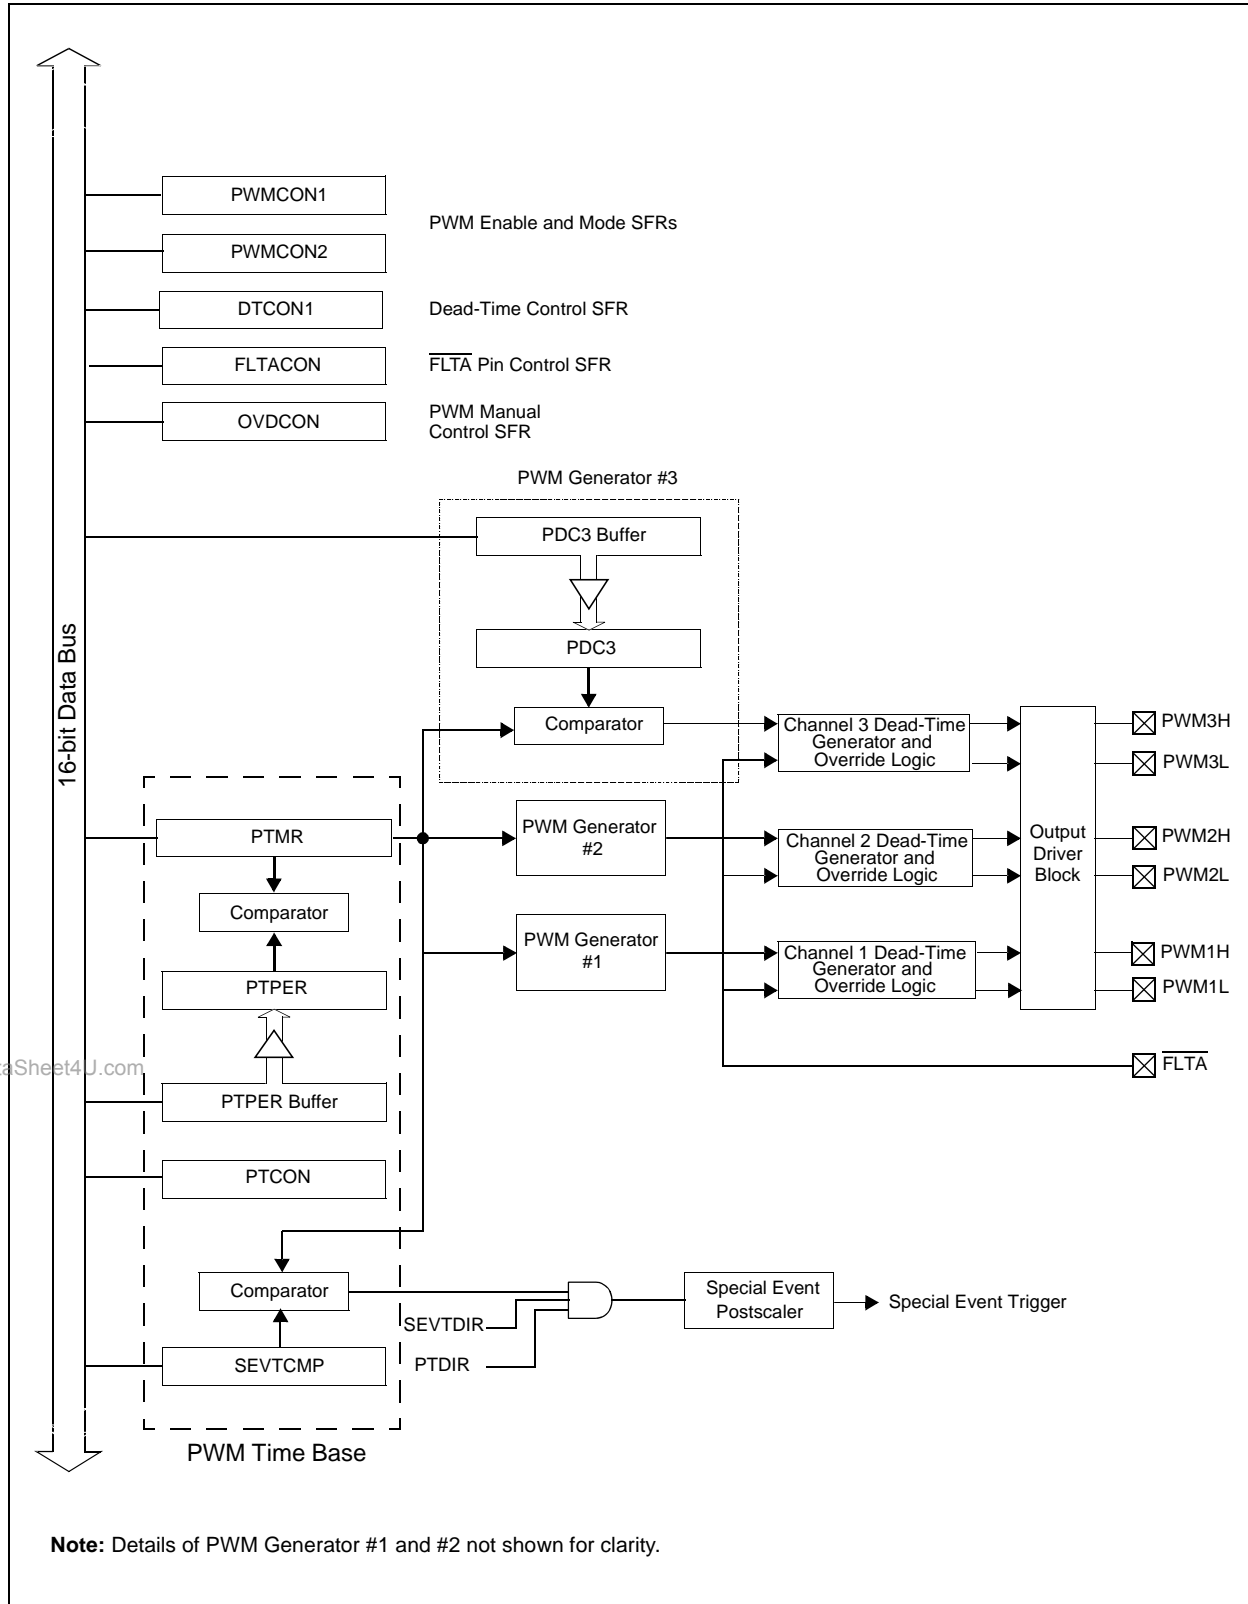 PWMCON1
PWM Enable and Mode SFRs
PWMCON2
DTCON1
Dead-Time Control SFR
FLTACON
FLTA Pin Control SFR
OVDCON
PWM Manual
Control SFR
PWM Generator #3
PDC3 Buffer
16-bit Data Bus
PDC3
Comparator
Channel 3 Dead-Time
Generator and
Override Logic
PWM3H
PWM3L
PTMR
PWM Generator
#2
Channel 2 Dead-Time
Generator and
Override Logic
Output
Driver
Block
PWM2H
PWM2L
Comparator
PWM Generator
#1
Channel 1 Dead-Time
Generator and
Override Logic
PWM1H
PWM1L
PTPER
FLTA
aSheet4U.com
PTPER Buffer
PTCON
Comparator
SEVTDIR
PTDIR
Special Event
Postscaler
Special Event Trigger
SEVTCMP
PWM Time Base
Note: Details of PWM Generator #1 and #2 not shown for clarity.